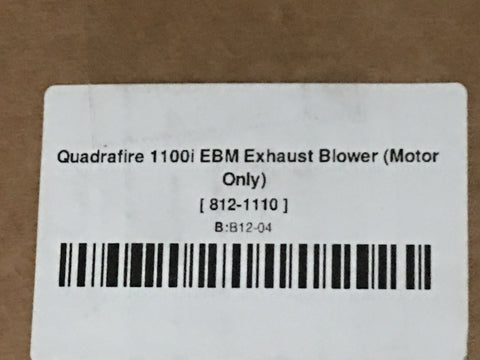 Quadrafire 1100i EBM Exhaust Blower (Motor
Only)
[ 812-1110 ]
B:B12-04